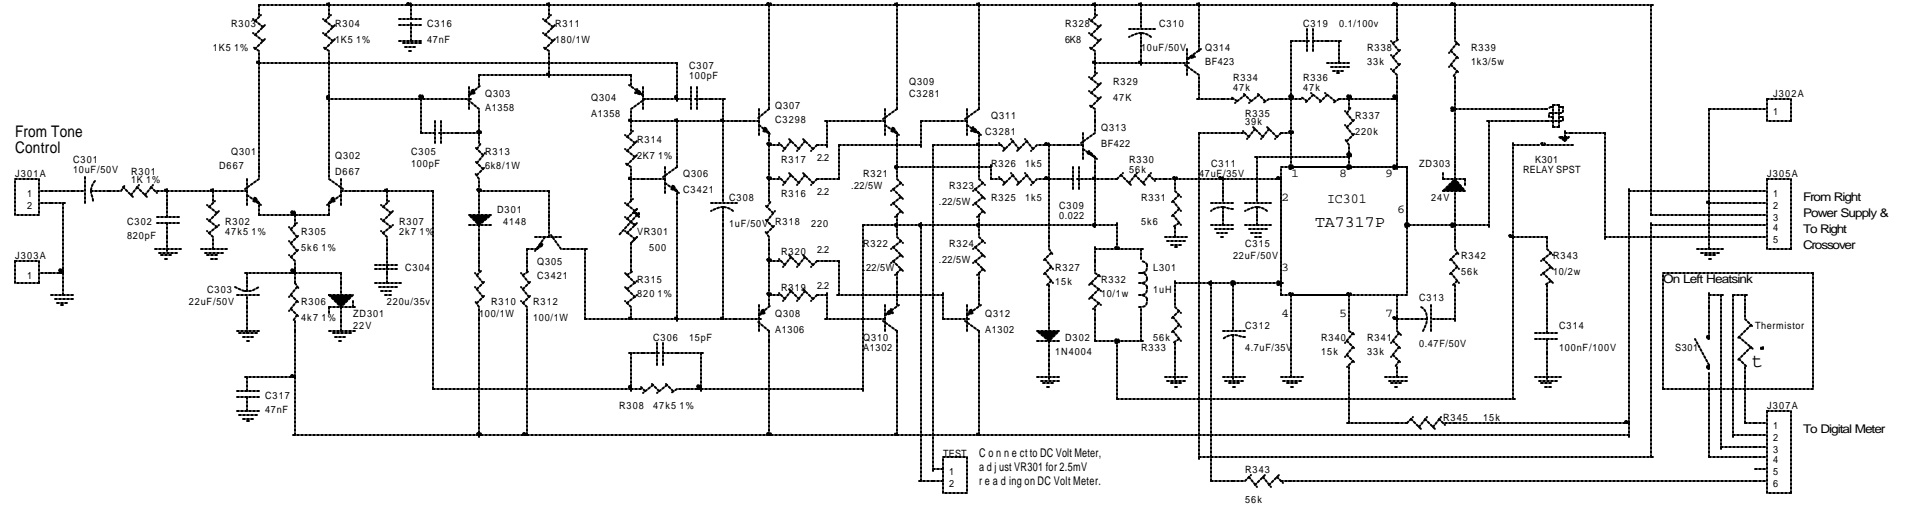 From Tone
Control
J301A
1
2
J303A
1
C301
10uF/50V
R301
1K 1%
C302
820pF
R302
47k5 1%
R303
1K5 1%
R304
1K5 1%
C316
47nF
Q301
D667
Q302
D667
R305
5k6 1%
C303
22uF/50V
R306
4k7 1%
ZD301
22V
C317
47nF
R307
2k7 1%
C304
220u/35v
R311
180/1W
Q303
A1358
C305
100pF
R313
6k8/1W
D301
4148
R310
100/1W
Q305
C3421
R312
100/1W
Q304
A1358
C307
100pF
R314
2K7 1%
Q306
C3421
VR301
500
R315
820 1%
C308
1uF/50V
C306
15pF
R308
47k5 1%
Q307
C3298
R317
2.2
R316
2.2
R318
220
R320
2.2
R319
2.2
Q308
A1306
Q309
C3281
R321
.22/5W
R322
.22/5W
Q310
A1302
Q311
C3281
R323
.22/5W
R324
.22/5W
Q312
A1302
R326
1k5
R325
1k5
C309
0.022
R327
15k
D302
1N4004
TEST
1
2
Connect to DC Volt Meter,
adjust VR301 for 2.5mV
reading on DC Volt Meter.
R328
6K8
C310
10uF/50V
Q314
BF423
R329
47K
Q313
BF422
R330
56k
R331
5k6
R332
10/1w
L301
1uH
56k
R333
C311
47uF/35V
C315
22uF/50V
C312
4.7uF/35V
R334
47k
R335
39k
R336
47k
C319
0.1/100v
R337
220k
R338
33k
1
8
9
2
IC301
TA7317P
6
3
4
5
7
R340
15k
R341
33k
C313
0.47F/50V
R342
56k
R339
1k3/5w
ZD303
24V
K301
RELAY SPST
R343
10/2w
C314
100nF/100V
R345
15k
R343
56k
J302A
1
J305A
1
2
3
4
5
From Right
Power Supply &
To Right
Crossover
On Left Heatsink
S301
Thermistor
t
J307A
1
2
3
4
5
6
To Digital Meter